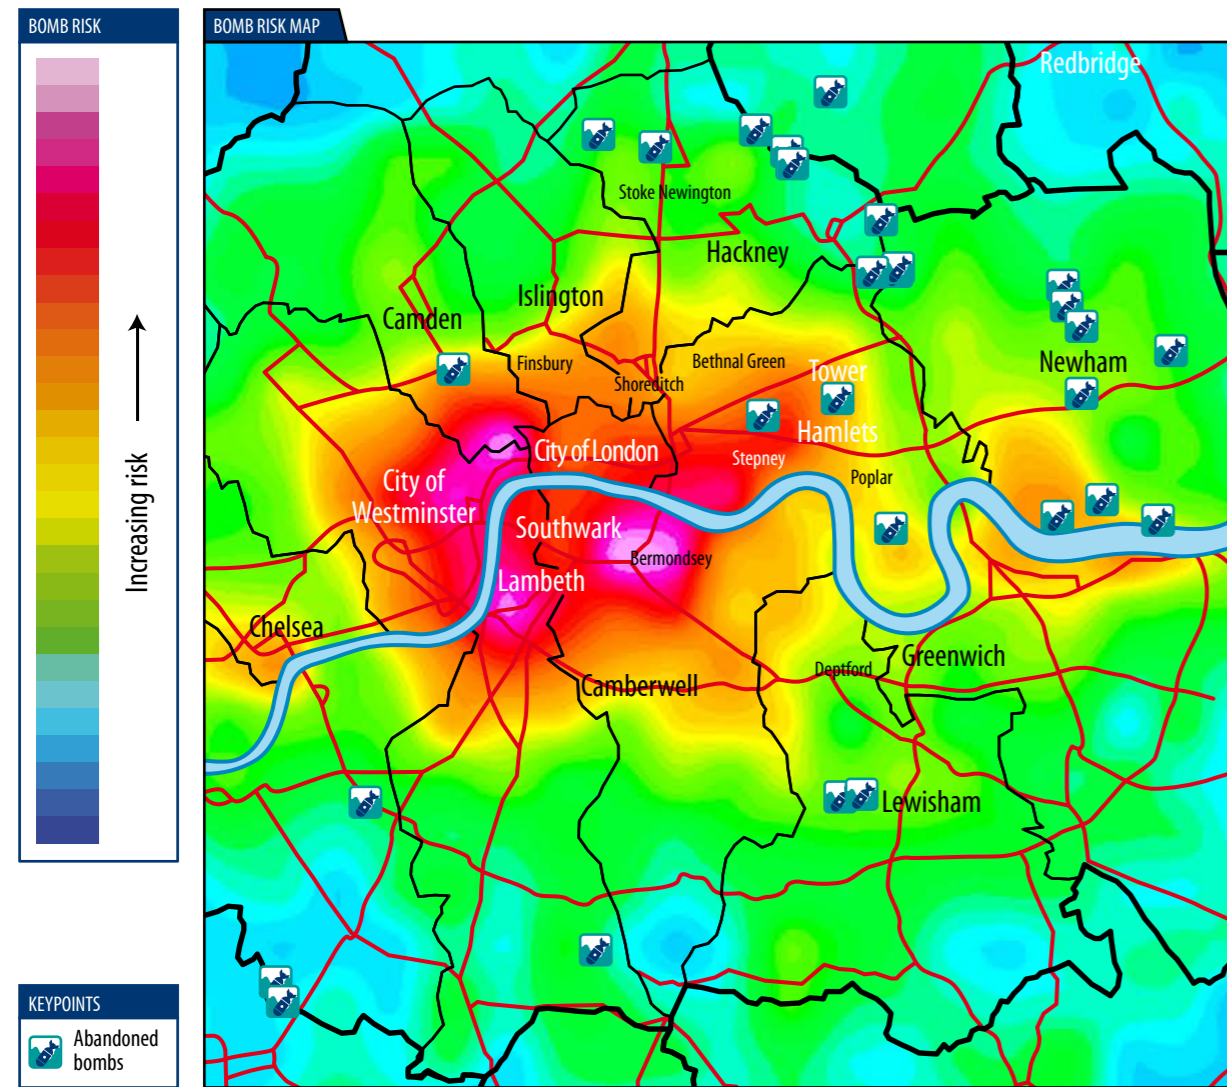 BOMB RISK
Increasing risk
KEYPOINTS
Abandoned
bombs
BOMB RISK MAP
Redbridge
Stoke Newington
Hackney
Islington
Camden
Finsbury
Bethnal Green
Shoreditch
Tower
Hamlets
Newham
City of London
Stepney
Poplar
City of
Westminster
Southwark
Bermondsey
Lambeth
Chelsea
Camberwell
Deptford
Greenwich
Lewisham